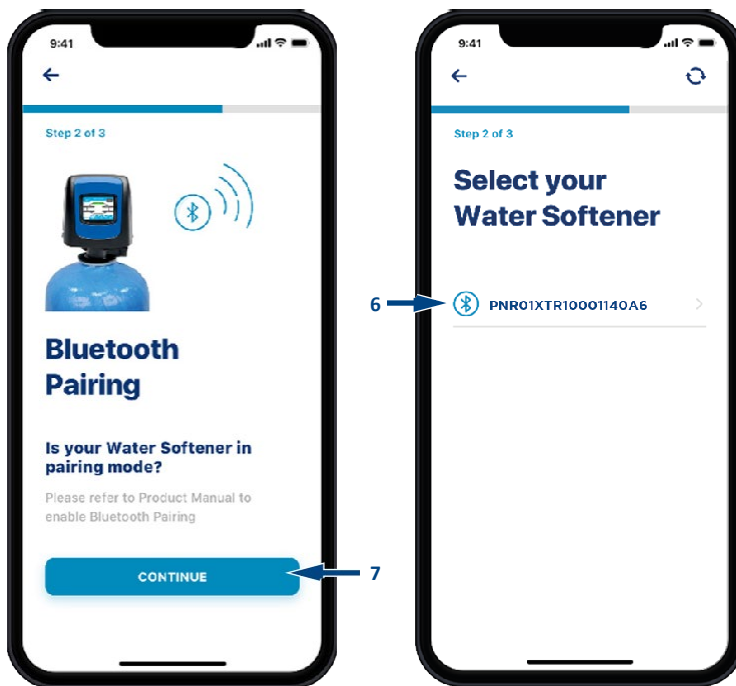 9:41
Step 2 of 3
Bluetooth
Pairing
Is your Water Softener in
pairing mode?
Please refer to Product Manual to
enable Bluetooth Pairing
CONTINUE
7
9:41
Step 2 of 3
Select your
Water Softener
6
PNR01XTR10001140A6